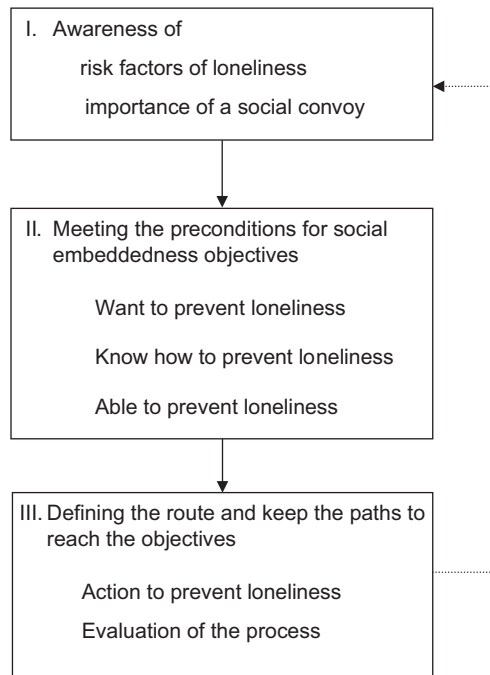 I. Awareness of
risk factors of loneliness
importance of a social convoy
II. Meeting the preconditions for social
embeddedness objectives
Want to prevent loneliness
Know how to prevent loneliness
Able to prevent loneliness
III. Defining the route and keep the paths to
reach the objectives
Action to prevent loneliness
Evaluation of the process